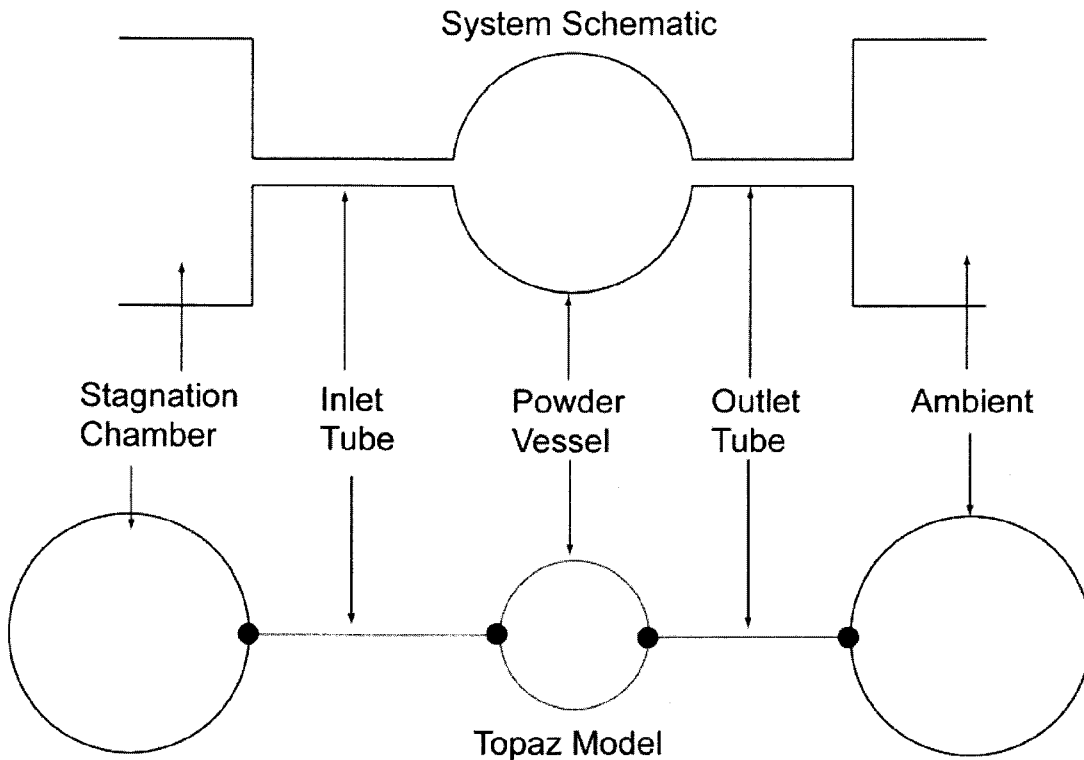 System Schematic
Stagnation
Chamber
Inlet
Tube
Powder
Vessel
Outlet
Tube
Ambient
Topaz Model